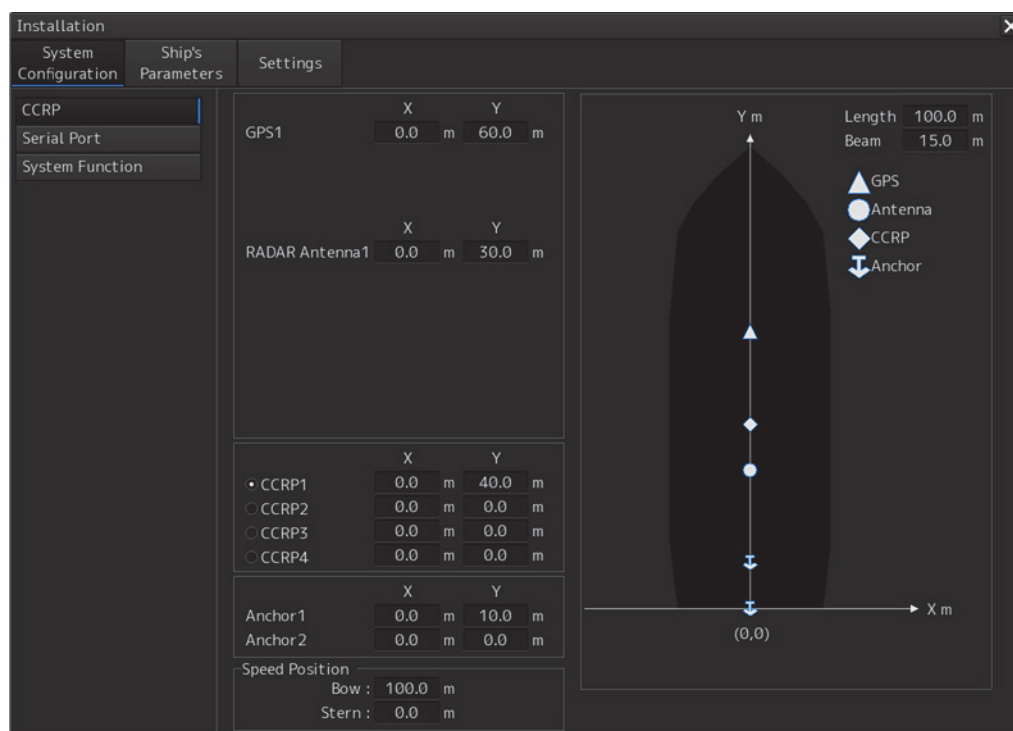 Installation
System Configuration
Ship's Parameters
Settings
CCRP
Serial Port
System Function
X Y
GPS1 0.0 m 60.0 m
X Y
RADAR Antenna1 0.0 m 30.0 m
X Y
CCRP1 0.0 m 40.0 m
CCRP2 0.0 m 0.0 m
CCRP3 0.0 m 0.0 m
CCRP4 0.0 m 0.0 m
X Y
Anchor1 0.0 m 10.0 m
Anchor2 0.0 m 0.0 m
Speed Position
Bow : 100.0 m
Stern : 0.0 m
Y m
Length 100.0 m
Beam 15.0 m
GPS
Antenna
CCRP
Anchor
X m
(0,0)